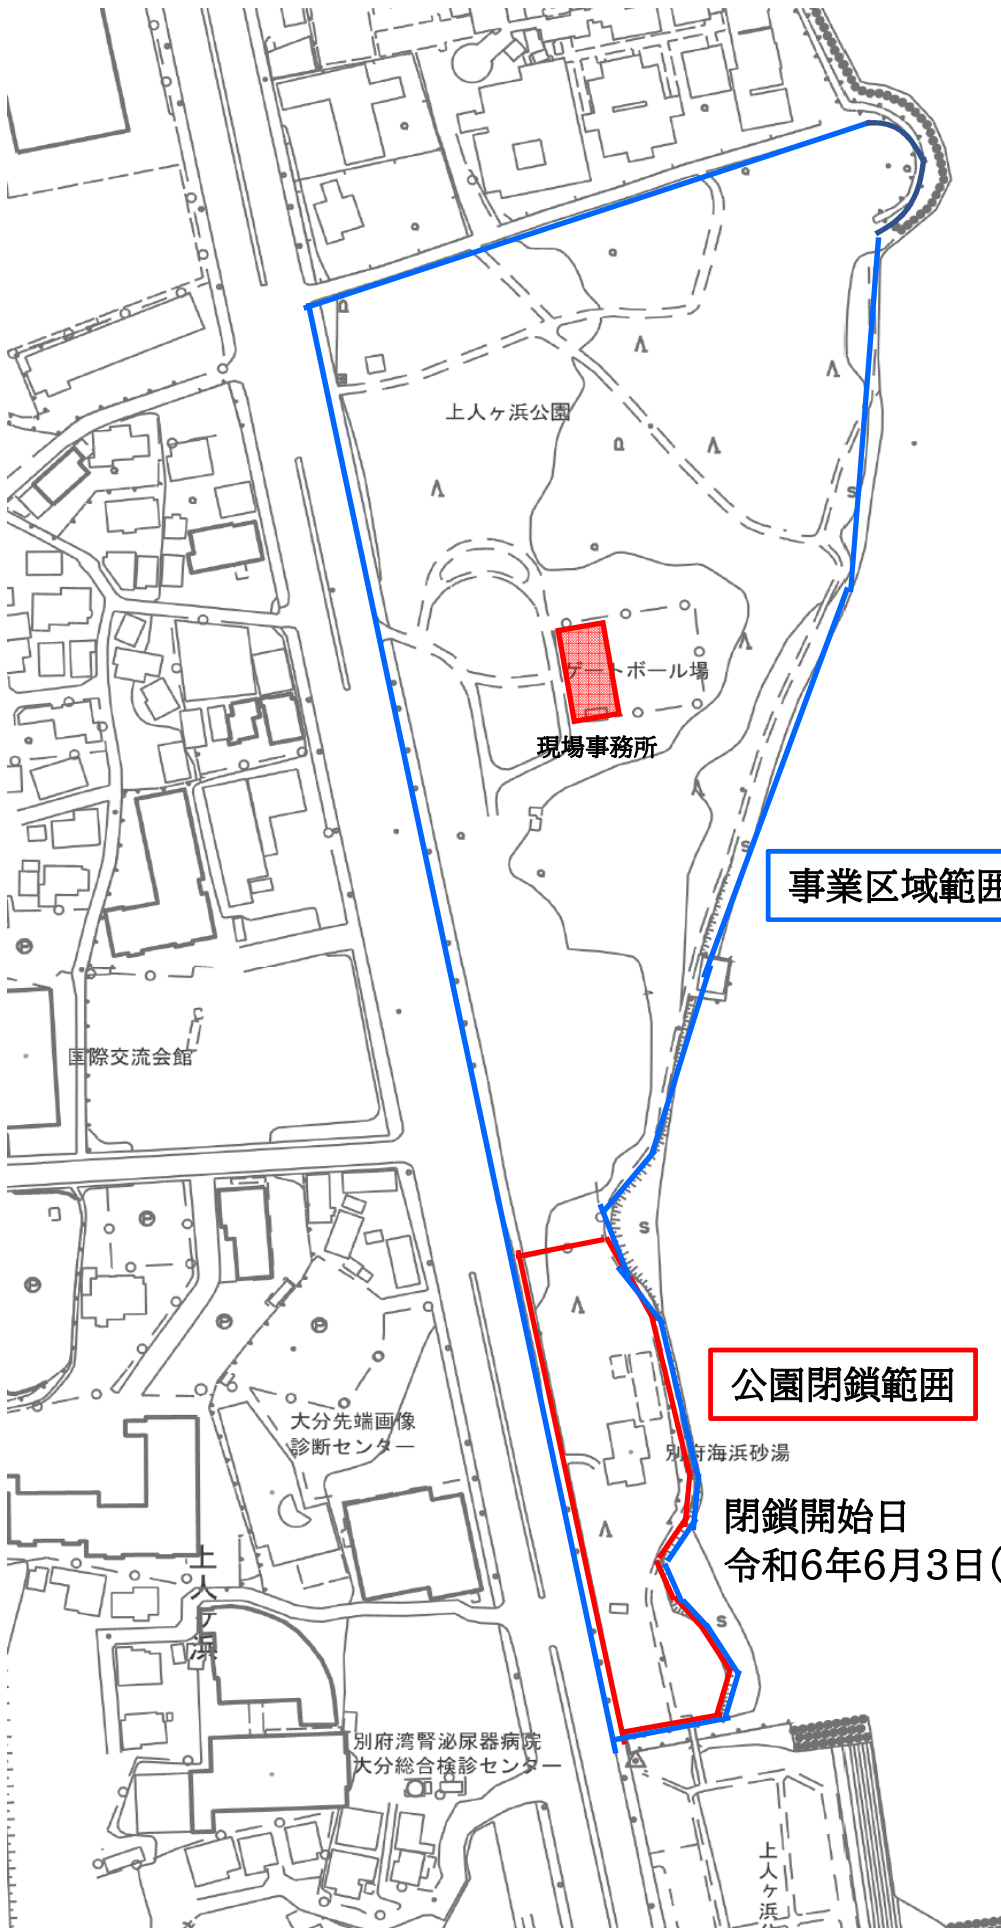 上人ヶ浜公園
ゲートボール場
現場事務所
事業区域範囲
国際交流会館
公園閉鎖範囲
大分先端画像
診断センター
別府海浜砂湯
閉鎖開始日
令和6年6月3日(
上人ヶ浜
別府湾腎泌尿器病院
大分総合検診センター
上人ヶ浜